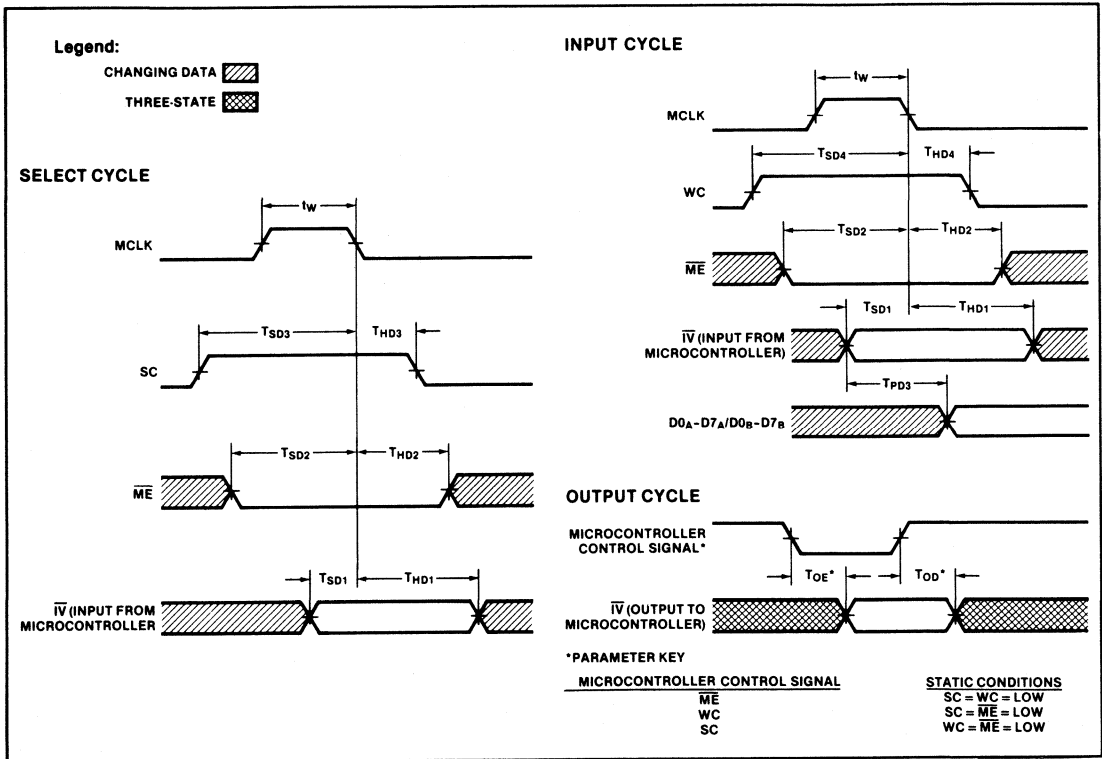 Legend:
CHANGING DATA
THREE-STATE
SELECT CYCLE
tW
MCLK
TSD3
THD3
SC
TSD2
THD2
ME
TSD1
THD1
IV (INPUT FROM
MICROCONTROLLER
INPUT CYCLE
tW
MCLK
TSD4
THD4
WC
TSD2
THD2
ME
TSD1
THD1
IV (INPUT FROM
MICROCONTROLLER)
TPD3
D0A–D7A/D0B–D7B
OUTPUT CYCLE
MICROCONTROLLER
CONTROL SIGNAL*
TOE*
TOD*
IV (OUTPUT TO
MICROCONTROLLER)
*PARAMETER KEY
MICROCONTROLLER CONTROL SIGNAL
STATIC CONDITIONS
ME
SC = WC = LOW
WC
SC = ME = LOW
SC
WC = ME = LOW